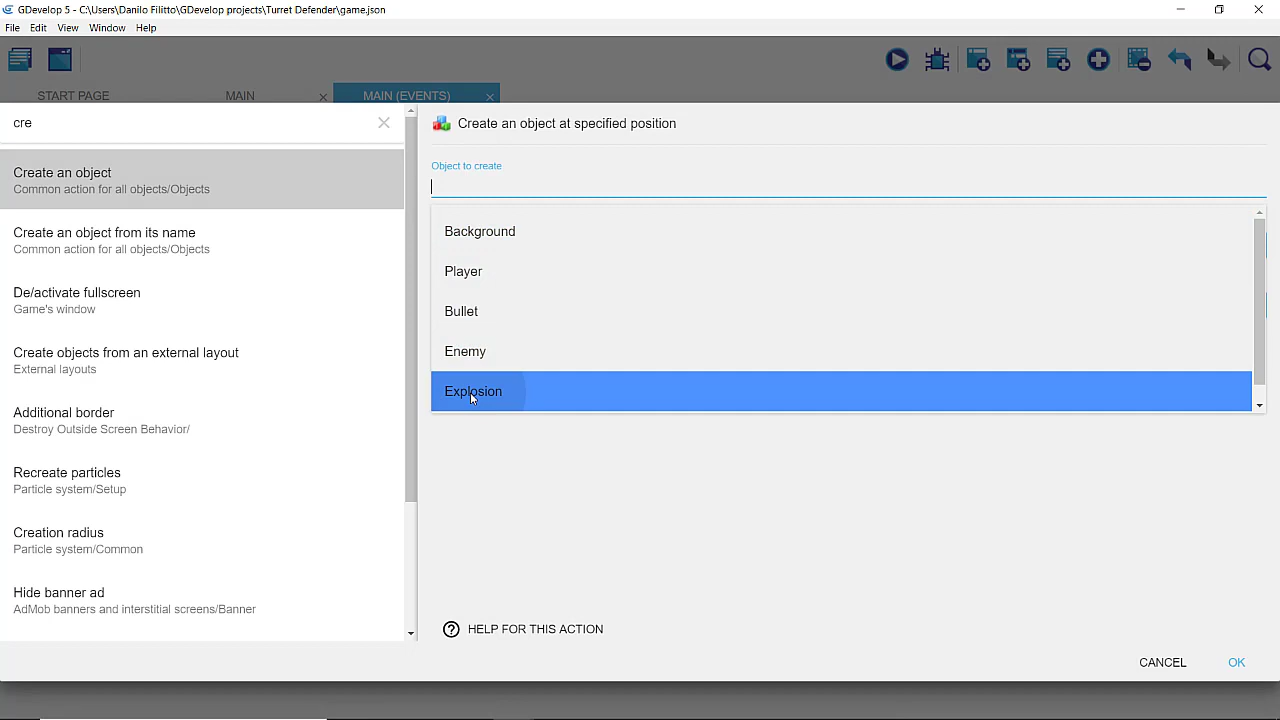 GDevelop 5 - C:\Users\Danilo Filitto\GDevelop projects\Turret Defender\game.json
File Edit View Window Help
START PAGE MAIN MAIN (EVENTS)
cre
Create an object
Common action for all objects/Objects
Create an object from its name
Common action for all objects/Objects
De/activate fullscreen
Game's window
Create objects from an external layout
External layouts
Additional border
Destroy Outside Screen Behavior/
Recreate particles
Particle system/Setup
Creation radius
Particle system/Common
Hide banner ad
AdMob banners and interstitial screens/Banner
Create an object at specified position
Object to create
Background
Player
Bullet
Enemy
Explosion
HELP FOR THIS ACTION
CANCEL OK